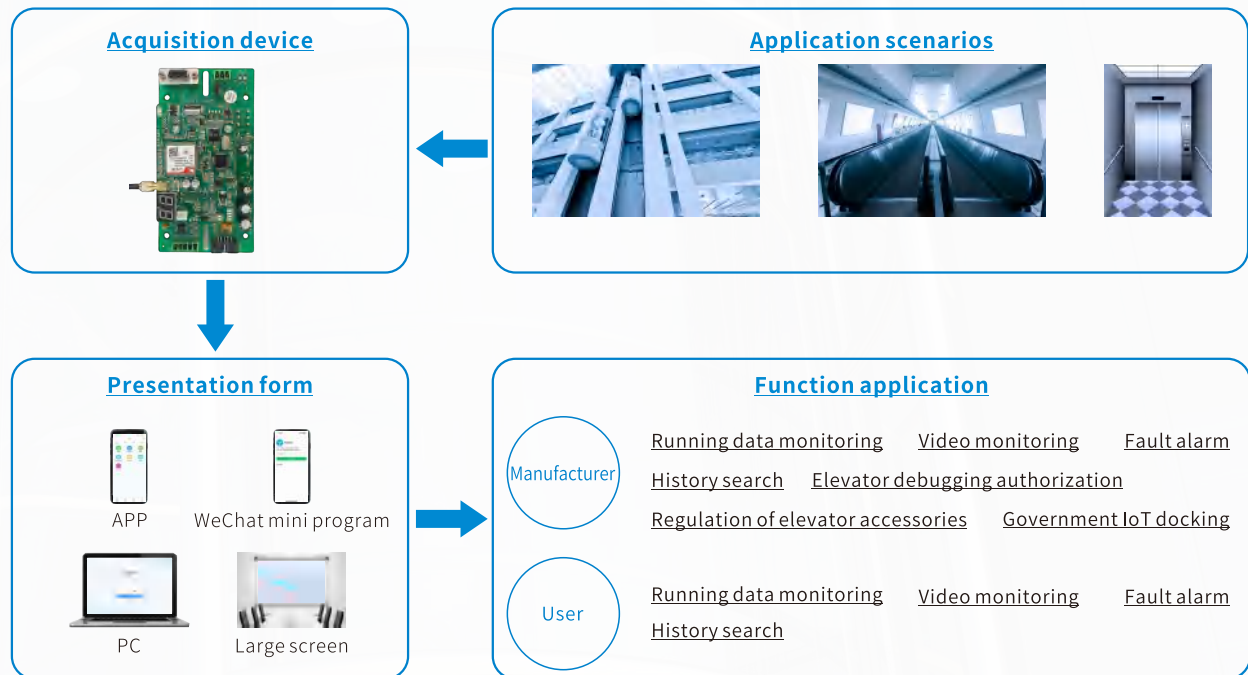 Acquisition device
Application scenarios
Presentation form
APP
WeChat mini program
PC
Large screen
Function application
Manufacturer
Running data monitoring Video monitoring Fault alarm
History search Elevator debugging authorization
Regulation of elevator accessories Government IoT docking
User
Running data monitoring Video monitoring Fault alarm
History search